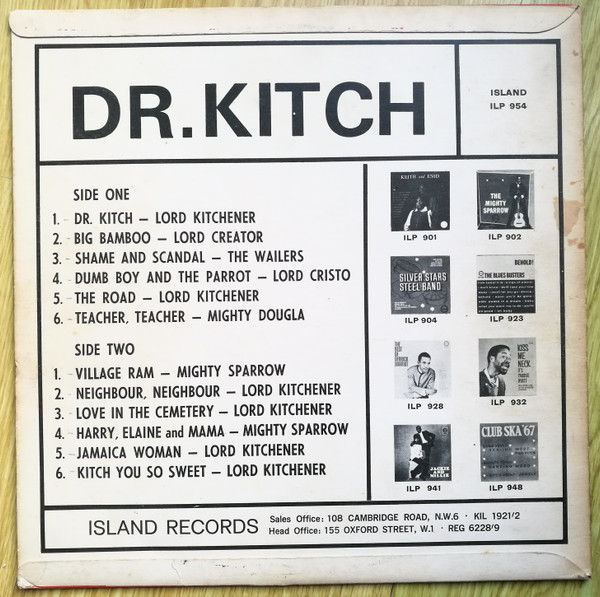 DR. KITCH
ISLAND
ILP 954
SIDE ONE
1. - DR. KITCH – LORD KITCHENER
2. - BIG BAMBOO – LORD CREATOR
3. - SHAME AND SCANDAL – THE WAILERS
4. - DUMB BOY AND THE PARROT – LORD CRISTO
5. - THE ROAD – LORD KITCHENER
6. - TEACHER, TEACHER – MIGHTY DOUGLA
SIDE TWO
1. - VILLAGE RAM – MIGHTY SPARROW
2. - NEIGHBOUR, NEIGHBOUR – LORD KITCHENER
3. - LOVE IN THE CEMETERY – LORD KITCHENER
4. - HARRY, ELAINE and MAMA – MIGHTY SPARROW
5. - JAMAICA WOMAN – LORD KITCHENER
6. - KITCH YOU SO SWEET – LORD KITCHENER
KEITH and ENID
ILP 901
THE
MIGHTY
SPARROW
ILP 902
SILVER STARS
STEEL BAND
ILP 904
BEHOLD!
THE BLUES BUSTERS
ILP 923
THE
BEST
OF
ILP 928
KISS
ME
NECK
ILP 932
JACKIE
AND
MILLIE
ILP 941
CLUB SKA '67
ILP 948
ISLAND RECORDS
Sales Office: 108 CAMBRIDGE ROAD, N.W.6 · KIL 1921/2
Head Office: 155 OXFORD STREET, W.1 · REG 6228/9